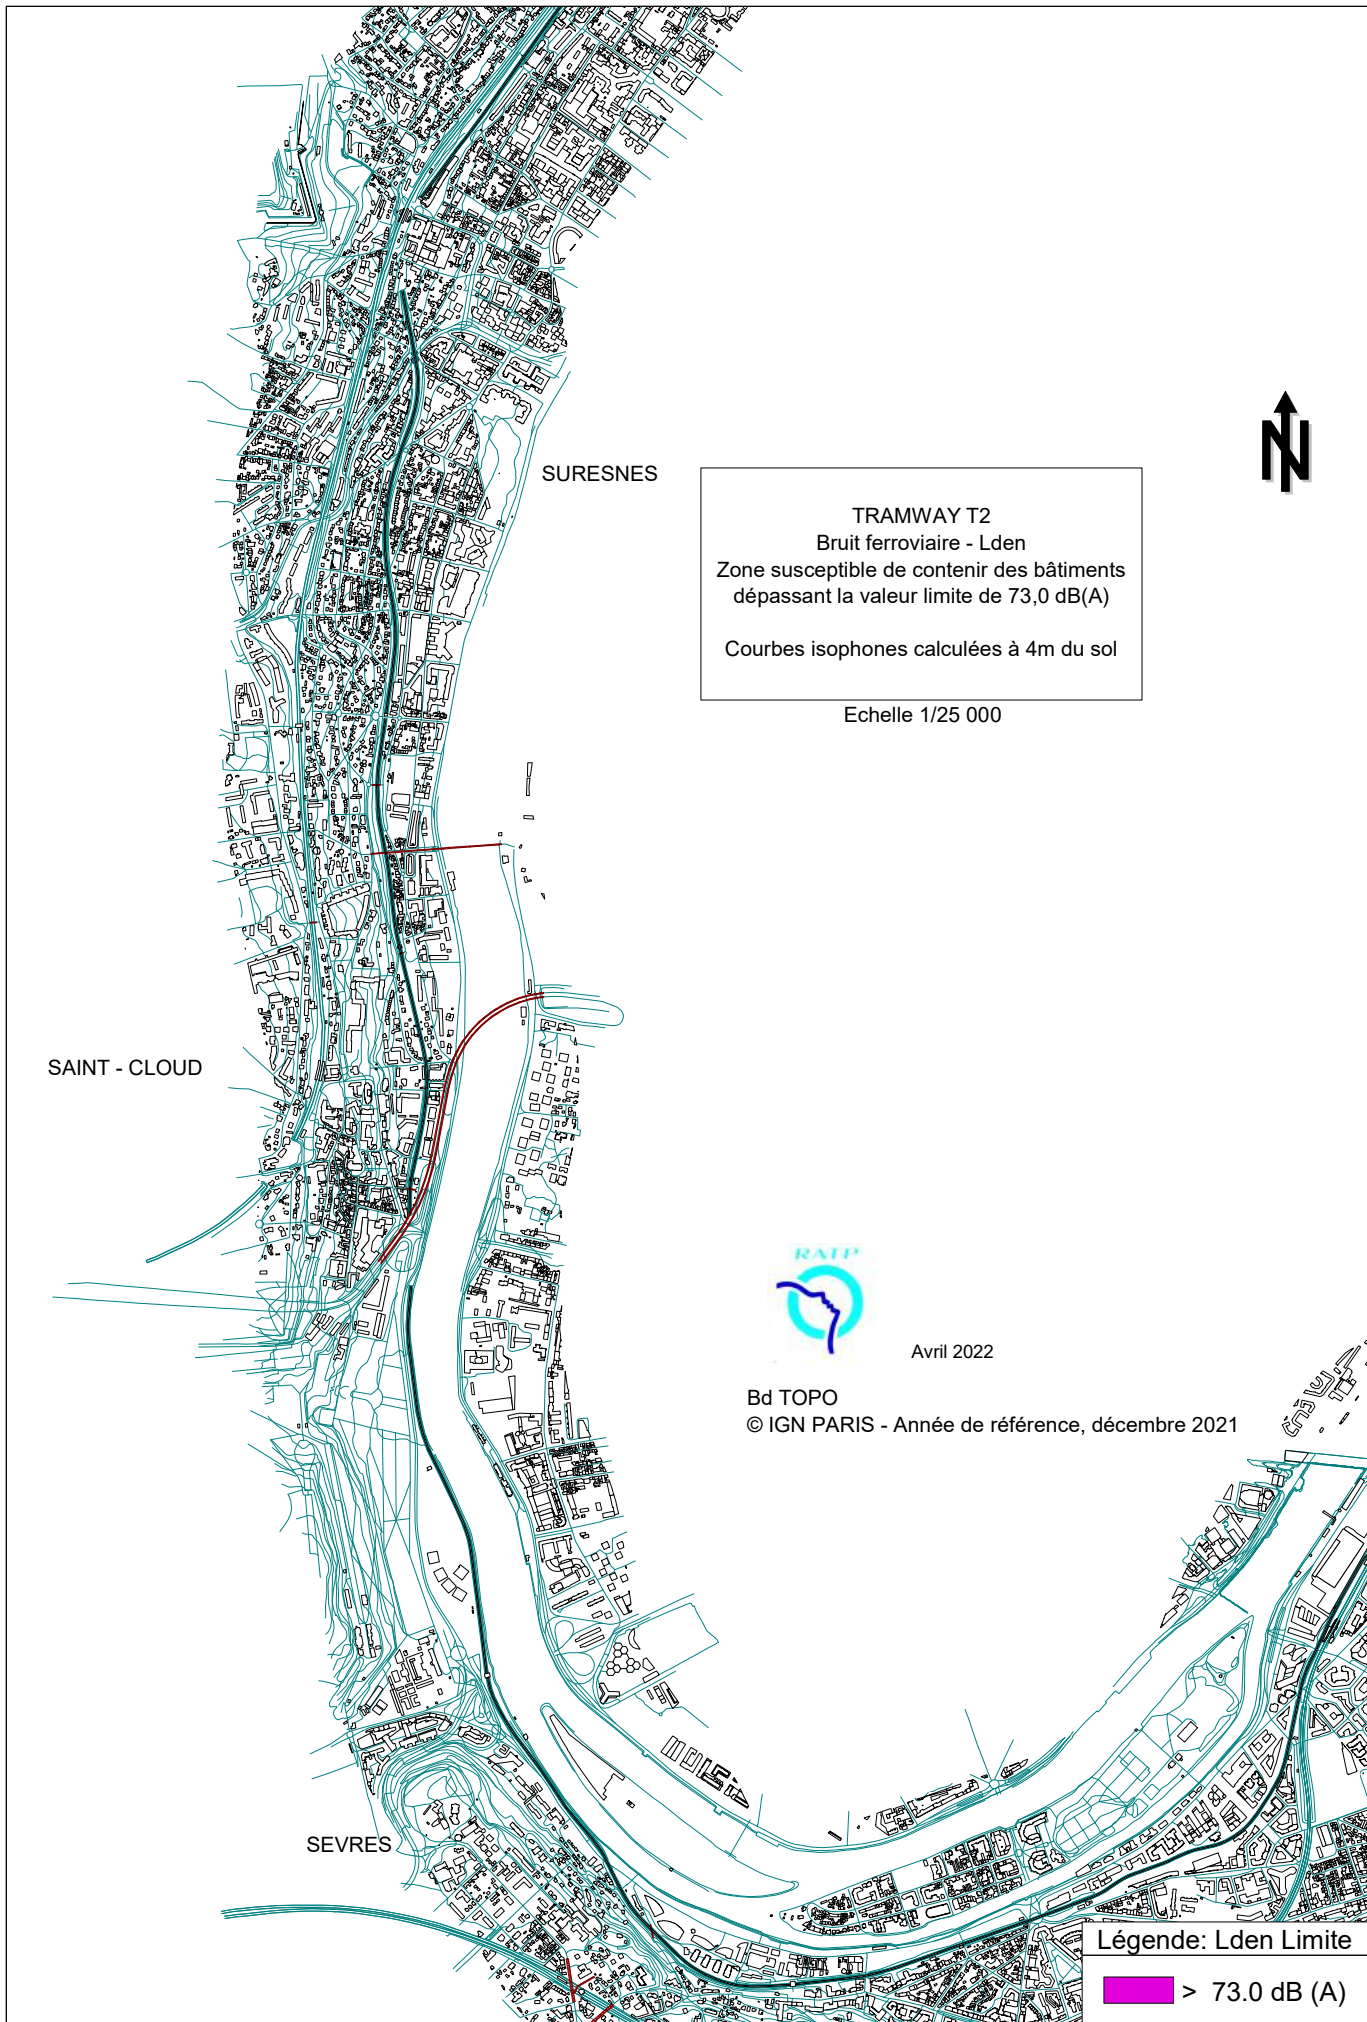 SURESNES
TRAMWAY T2
Bruit ferroviaire - Lden
Zone susceptible de contenir des bâtiments
dépassant la valeur limite de 73,0 dB(A)
Courbes isophones calculées à 4m du sol
Echelle 1/25 000
N
SAINT - CLOUD
RATP
Avril 2022
Bd TOPO
© IGN PARIS - Année de référence, décembre 2021
SEVRES
Légende: Lden Limite
> 73.0 dB (A)